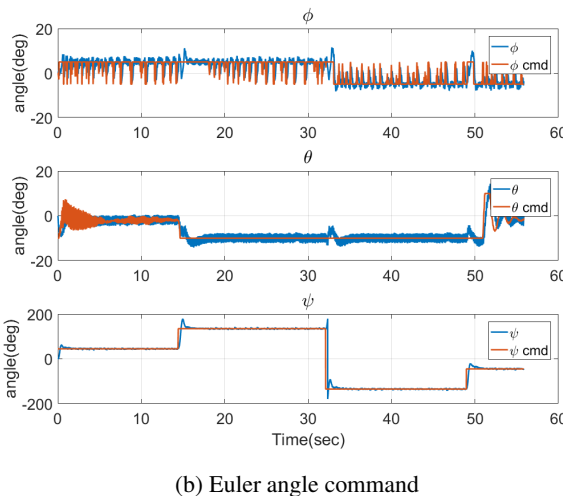 ϕ
20
0
-20
angle(deg)
ϕ
ϕ cmd
0 10 20 30 40 50 60
θ
20
0
-20
angle(deg)
θ
θ cmd
0 10 20 30 40 50 60
ψ
200
0
-200
angle(deg)
ψ
ψ cmd
0 10 20 30 40 50 60
Time(sec)
(b) Euler angle command